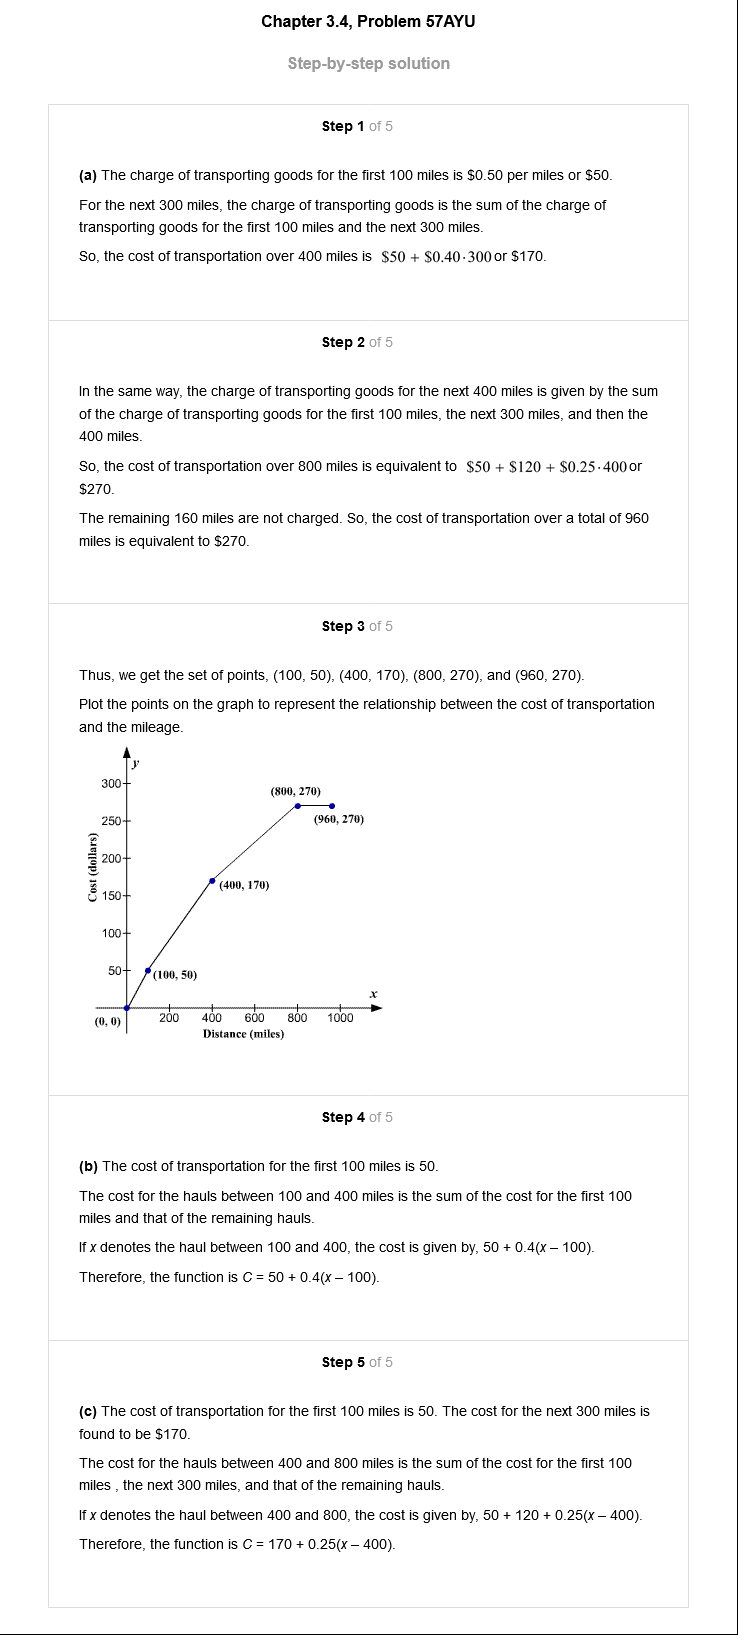 Chapter 3.4, Problem 57AYU
Step-by-step solution
Step 1 of 5
(a) The charge of transporting goods for the first 100 miles is $0.50 per miles or $50.
For the next 300 miles, the charge of transporting goods is the sum of the charge of
transporting goods for the first 100 miles and the next 300 miles.
So, the cost of transportation over 400 miles is $50 + $0.40·300 or $170.
Step 2 of 5
In the same way, the charge of transporting goods for the next 400 miles is given by the sum
of the charge of transporting goods for the first 100 miles, the next 300 miles, and then the
400 miles.
So, the cost of transportation over 800 miles is equivalent to $50 + $120 + $0.25·400 or
$270.
The remaining 160 miles are not charged. So, the cost of transportation over a total of 960
miles is equivalent to $270.
Step 3 of 5
Thus, we get the set of points, (100, 50), (400, 170), (800, 270), and (960, 270).
Plot the points on the graph to represent the relationship between the cost of transportation
and the mileage.
y
300
(800, 270)
250
(960, 270)
200
Cost (dollars)
(400, 170)
150
100
50
(100, 50)
x
(0, 0)
200 400 600 800 1000
Distance (miles)
Step 4 of 5
(b) The cost of transportation for the first 100 miles is 50.
The cost for the hauls between 100 and 400 miles is the sum of the cost for the first 100
miles and that of the remaining hauls.
If x denotes the haul between 100 and 400, the cost is given by, 50 + 0.4(x – 100).
Therefore, the function is C = 50 + 0.4(x – 100).
Step 5 of 5
(c) The cost of transportation for the first 100 miles is 50. The cost for the next 300 miles is
found to be $170.
The cost for the hauls between 400 and 800 miles is the sum of the cost for the first 100
miles , the next 300 miles, and that of the remaining hauls.
If x denotes the haul between 400 and 800, the cost is given by, 50 + 120 + 0.25(x – 400).
Therefore, the function is C = 170 + 0.25(x – 400).